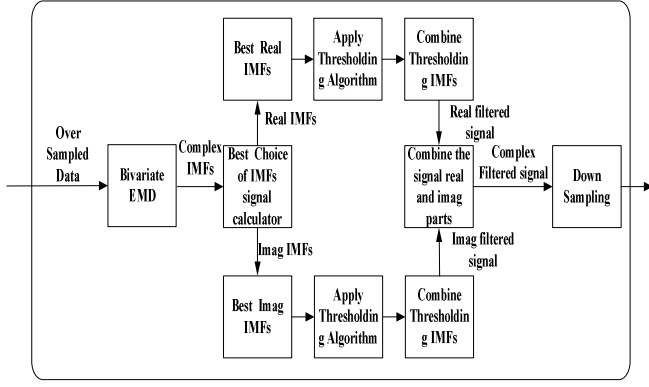 Over
Sampled
Data
Bivariate
EMD
Complex
IMFs
Best Choice
of IMFs
signal
calculator
Real IMFs
Best Real
IMFs
Apply
Thresholdin
g Algorithm
Combine
Thresholdin
g IMFs
Real filtered
signal
Imag IMFs
Best Imag
IMFs
Apply
Thresholdin
g Algorithm
Combine
Thresholdin
g IMFs
Imag filtered
signal
Combine the
signal real
and imag
parts
Complex
Filtered signal
Down
Sampling